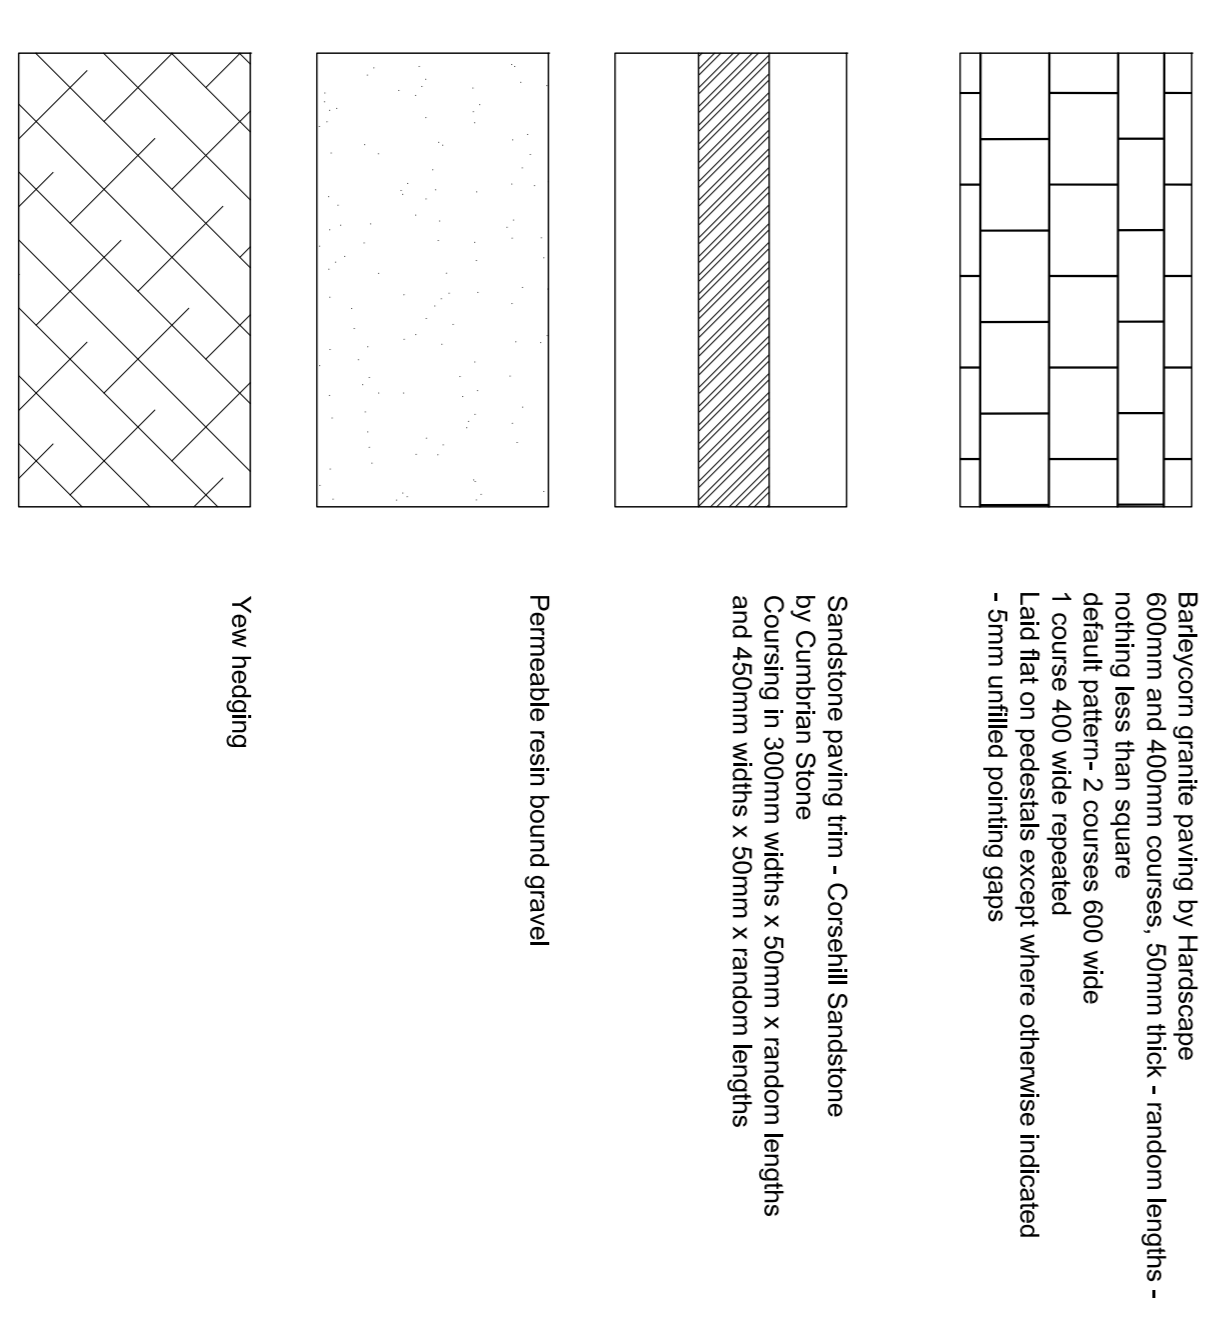 Barleycorn granite paving by Hardscape
600mm and 400mm courses, 50mm thick - random lengths -
nothing less than square
default pattern- 2 courses 600 wide
1 course 400 wide repeated
Laid flat on pedestals except where otherwise indicated
- 5mm unfilled pointing gaps
Sandstone paving trim - Corsehill Sandstone
by Cumbrian Stone
Coursing in 300mm widths x 50mm x random lengths
and 450mm widths x 50mm x random lengths
Permeable resin bound gravel
Yew hedging